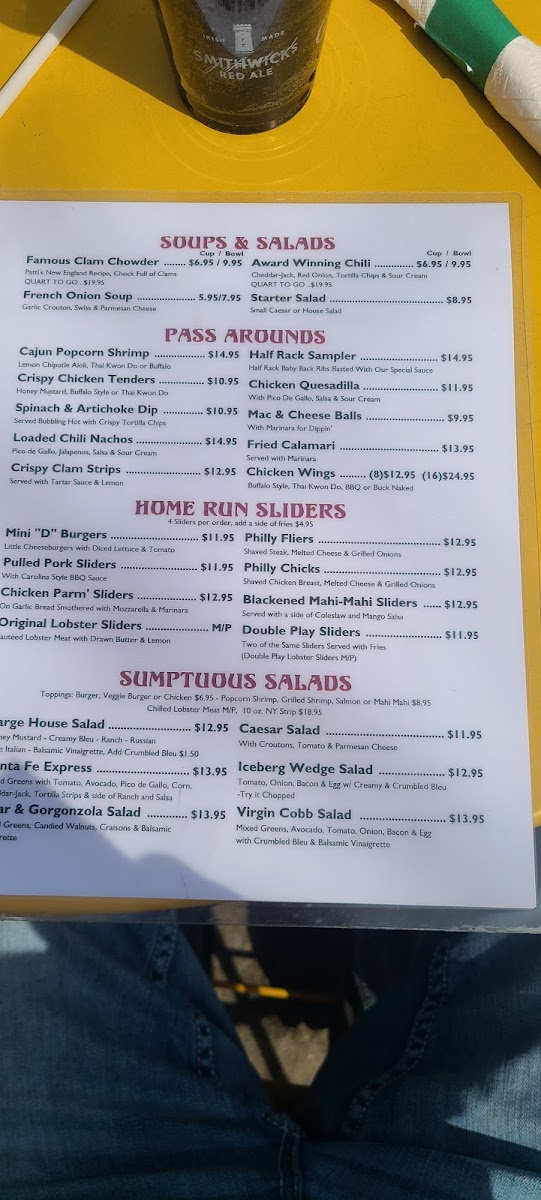 IRISH MADE
SMITHWICK'S
RED ALE
SOUPS & SALADS
Cup / Bowl
Famous Clam Chowder ........ $6.95 / 9.95
Patti's New England Recipe, Chock Full of Clams
QUART TO GO ..$19.95
French Onion Soup .................... 5.95/7.95
Garlic Crouton, Swiss & Parmesan Cheese
Cup / Bowl
Award Winning Chili ............. $6.95 / 9.95
Cheddar-Jack, Red Onion, Tortilla Chips & Sour Cream
QUART TO GO ..$19.95
Starter Salad ........................................ $8.95
Small Caesar or House Salad
PASS AROUNDS
Cajun Popcorn Shrimp ............... $14.95
Lemon Chipotle Aioli, Thai Kwon Do or Buffalo
Crispy Chicken Tenders ............. $10.95
Honey Mustard, Buffalo Style or Thai Kwon Do
Spinach & Artichoke Dip ............ $10.95
Served Bubbling Hot with Crispy Tortilla Chips
Loaded Chili Nachos .................... $14.95
Pico de Gallo, Jalapenos, Salsa & Sour Cream
Crispy Clam Strips ....................... $12.95
Served with Tartar Sauce & Lemon
Half Rack Sampler ........................ $14.95
Half Rack Baby Back Ribs Basted With Our Special Sauce
Chicken Quesadilla ........................ $11.95
With Pico De Gallo, Salsa & Sour Cream
Mac & Cheese Balls ........................ $9.95
With Marinara for Dippin'
Fried Calamari ............................... $13.95
Served with Marinara
Chicken Wings ........ (8)$12.95 (16)$24.95
Buffalo Style, Thai Kwon Do, BBQ or Buck Naked
HOME RUN SLIDERS
4 Sliders per order, add a side of fries $4.95
Mini "D" Burgers ........................... $11.95
Little Cheeseburgers with Diced Lettuce & Tomato
Pulled Pork Sliders ......................... $11.95
With Carolina Style BBQ Sauce
Chicken Parm' Sliders .................... $12.95
On Garlic Bread Smothered with Mozzarella & Marinara
Original Lobster Sliders .................... M/P
auteed Lobster Meat with Drawn Butter & Lemon
Philly Fliers .................................... $12.95
Shaved Steak, Melted Cheese & Grilled Onions
Philly Chicks ................................... $12.95
Shaved Chicken Breast, Melted Cheese & Grilled Onions
Blackened Mahi-Mahi Sliders ..... $12.95
Served with a side of Coleslaw and Mango Salsa
Double Play Sliders ........................ $11.95
Two of the Same Sliders Served with Fries
(Double Play Lobster Sliders M/P)
SUMPTUOUS SALADS
Toppings: Burger, Veggie Burger or Chicken $6.95 - Popcorn Shrimp, Grilled Shrimp, Salmon or Mahi Mahi $8.95
Chilled Lobster Meat M/P, 10 oz. NY Strip $18.95
arge House Salad ........................ $12.95
ney Mustard - Creamy Bleu - Ranch - Russian
t Italian - Balsamic Vinaigrette, Add Crumbled Bleu $1.50
nta Fe Express ............................. $13.95
d Greens with Tomato, Avocado, Pico de Gallo, Corn,
dar-Jack, Tortilla Strips & side of Ranch and Salsa
ar & Gorgonzola Salad ............ $13.95
Greens, Candied Walnuts, Craisons & Balsamic
rette
Caesar Salad .................................. $11.95
With Croutons, Tomato & Parmesan Cheese
Iceberg Wedge Salad .................... $12.95
Tomato, Onion, Bacon & Egg w/ Creamy & Crumbled Bleu
-Try it Chopped
Virgin Cobb Salad ......................... $13.95
Mixed Greens, Avocado, Tomato, Onion, Bacon & Egg
with Crumbled Bleu & Balsamic Vinaigrette